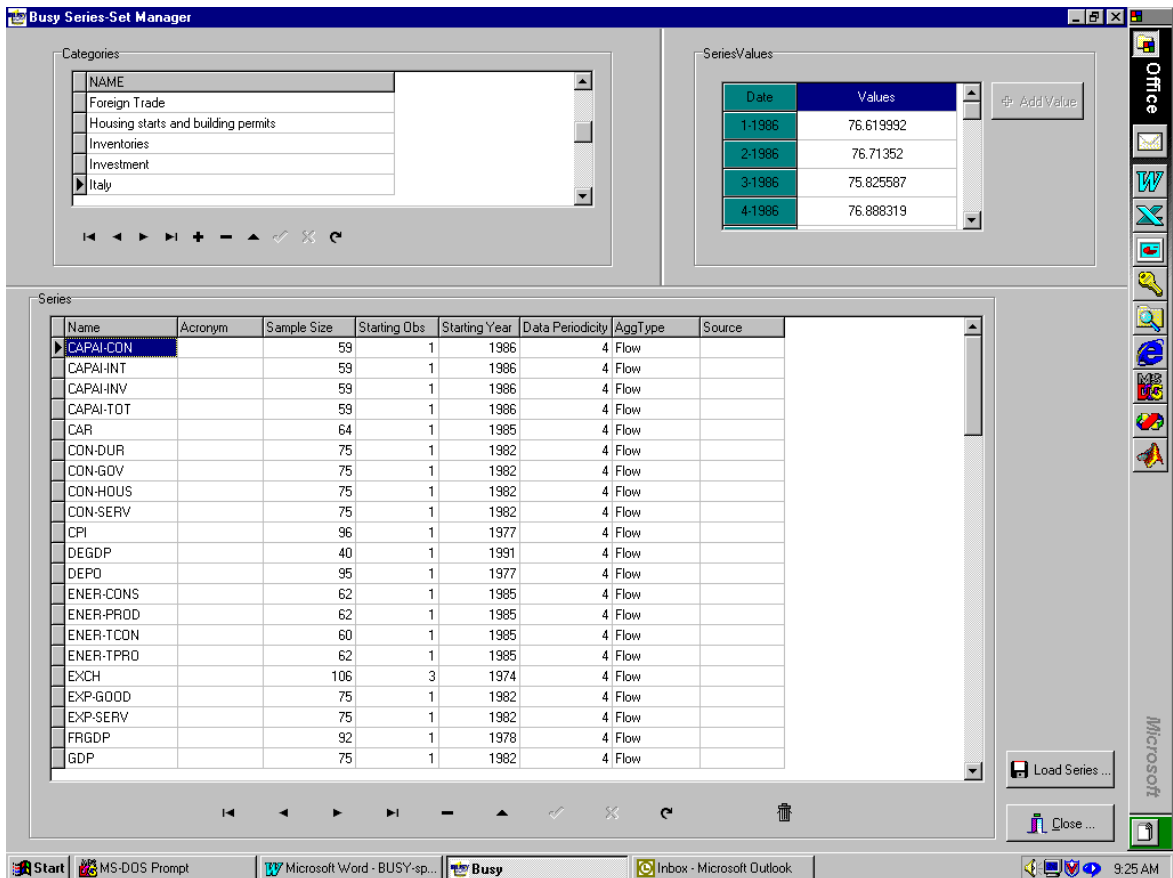 Busy Series-Set Manager
Categories
NAME
Foreign Trade
Housing starts and building permits
Inventories
Investment
Italy
SeriesValues
Date Values
1-1986 76.619992
2-1986 76.71352
3-1986 75.825587
4-1986 76.888319
Add Value
Office
Series
Name Acronym Sample Size Starting Obs Starting Year Data Periodicity AggType Source
CAPAI-CON 59 1 1986 4 Flow
CAPAI-INT 59 1 1986 4 Flow
CAPAI-INV 59 1 1986 4 Flow
CAPAI-TOT 59 1 1986 4 Flow
CAR 64 1 1985 4 Flow
CON-DUR 75 1 1982 4 Flow
CON-GOV 75 1 1982 4 Flow
CON-HOUS 75 1 1982 4 Flow
CON-SERV 75 1 1982 4 Flow
CPI 96 1 1977 4 Flow
DEGDP 40 1 1991 4 Flow
DEPO 95 1 1977 4 Flow
ENER-CONS 62 1 1985 4 Flow
ENER-PROD 62 1 1985 4 Flow
ENER-TCON 60 1 1985 4 Flow
ENER-TPRO 62 1 1985 4 Flow
EXCH 106 3 1974 4 Flow
EXP-GOOD 75 1 1982 4 Flow
EXP-SERV 75 1 1982 4 Flow
FRGDP 92 1 1978 4 Flow
GDP 75 1 1982 4 Flow
Load Series ...
Close ...
Microsoft
Start MS-DOS Prompt Microsoft Word - BUSY-sp... Busy Inbox - Microsoft Outlook 9:25 AM